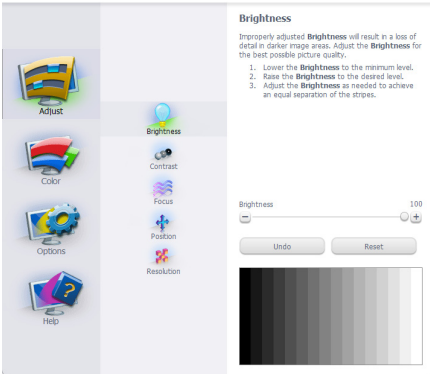 Adjust
Color
Options
Help
Brightness
Contrast
Focus
Position
Resolution
Brightness
Improperly adjusted Brightness will result in a loss of
detail in darker image areas. Adjust the Brightness for
the best possible picture quality.
1. Lower the Brightness to the minimum level.
2. Raise the Brightness to the desired level.
3. Adjust the Brightness as needed to achieve
an equal separation of the stripes.
Brightness 100
Undo Reset